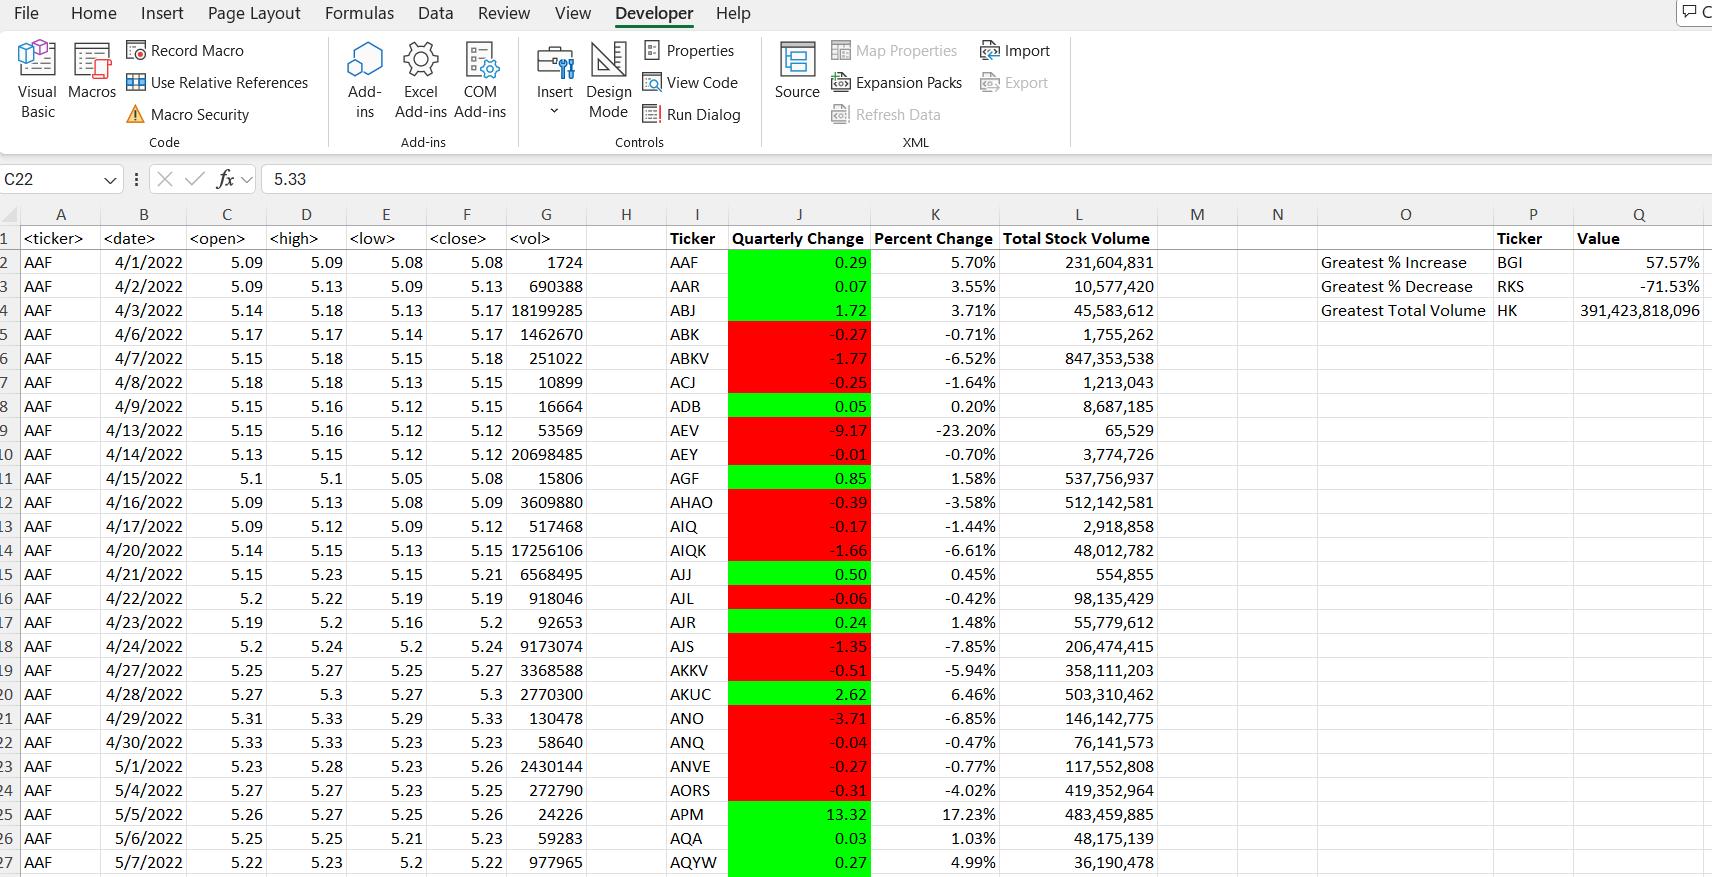 File Home Insert Page Layout Formulas Data Review View Developer Help
Visual Basic
Macros
Record Macro
Use Relative References
Macro Security
Code
Add-ins
Excel Add-ins
COM Add-ins
Add-ins
Insert
Design Mode
Properties
View Code
Run Dialog
Controls
Source
Map Properties
Expansion Packs
Refresh Data
Import
Export
XML
C22 fx 5.33
A B C D E F G H I J K L M N O P Q
1 <ticker> <date> <open> <high> <low> <close> <vol> Ticker Quarterly Change Percent Change Total Stock Volume Ticker Value
2 AAF 4/1/2022 5.09 5.09 5.08 5.08 1724 AAF 0.29 5.70% 231,604,831 Greatest % Increase BGI 57.57%
3 AAF 4/2/2022 5.09 5.13 5.09 5.13 690388 AAR 0.07 3.55% 10,577,420 Greatest % Decrease RKS -71.53%
4 AAF 4/3/2022 5.14 5.18 5.13 5.17 18199285 ABJ 1.72 3.71% 45,583,612 Greatest Total Volume HK 391,423,818,096
5 AAF 4/6/2022 5.17 5.17 5.14 5.17 1462670 ABK -0.27 -0.71% 1,755,262
6 AAF 4/7/2022 5.15 5.18 5.15 5.18 251022 ABKV -1.77 -6.52% 847,353,538
7 AAF 4/8/2022 5.18 5.18 5.13 5.15 10899 ACJ -0.25 -1.64% 1,213,043
8 AAF 4/9/2022 5.15 5.16 5.12 5.15 16664 ADB 0.05 0.20% 8,687,185
9 AAF 4/13/2022 5.15 5.16 5.12 5.12 53569 AEV -9.17 -23.20% 65,529
10 AAF 4/14/2022 5.13 5.15 5.12 5.12 20698485 AEY -0.01 -0.70% 3,774,726
11 AAF 4/15/2022 5.1 5.1 5.05 5.08 15806 AGF 0.85 1.58% 537,756,937
12 AAF 4/16/2022 5.09 5.13 5.08 5.09 3609880 AHAO -0.39 -3.58% 512,142,581
13 AAF 4/17/2022 5.09 5.12 5.09 5.12 517468 AIQ -0.17 -1.44% 2,918,858
14 AAF 4/20/2022 5.14 5.15 5.13 5.15 17256106 AIQK -1.66 -6.61% 48,012,782
15 AAF 4/21/2022 5.15 5.23 5.15 5.21 6568495 AJJ 0.50 0.45% 554,855
16 AAF 4/22/2022 5.2 5.22 5.19 5.19 918046 AJL -0.06 -0.42% 98,135,429
17 AAF 4/23/2022 5.19 5.2 5.16 5.2 92653 AJR 0.24 1.48% 55,779,612
18 AAF 4/24/2022 5.2 5.24 5.2 5.24 9173074 AJS -1.35 -7.85% 206,474,415
19 AAF 4/27/2022 5.25 5.27 5.25 5.27 3368588 AKKV -0.51 -5.94% 358,111,203
20 AAF 4/28/2022 5.27 5.3 5.27 5.3 2770300 AKUC 2.62 6.46% 503,310,462
21 AAF 4/29/2022 5.31 5.33 5.29 5.33 130478 ANO -3.71 -6.85% 146,142,775
22 AAF 4/30/2022 5.33 5.33 5.23 5.23 58640 ANQ -0.04 -0.47% 76,141,573
23 AAF 5/1/2022 5.23 5.28 5.23 5.26 2430144 ANVE -0.27 -0.77% 117,552,808
24 AAF 5/4/2022 5.27 5.27 5.23 5.25 272790 AORS -0.31 -4.02% 419,352,964
25 AAF 5/5/2022 5.26 5.27 5.25 5.26 24226 APM 13.32 17.23% 483,459,885
26 AAF 5/6/2022 5.25 5.25 5.21 5.23 59283 AQA 0.03 1.03% 48,175,139
27 AAF 5/7/2022 5.22 5.23 5.2 5.22 977965 AQYW 0.27 4.99% 36,190,478